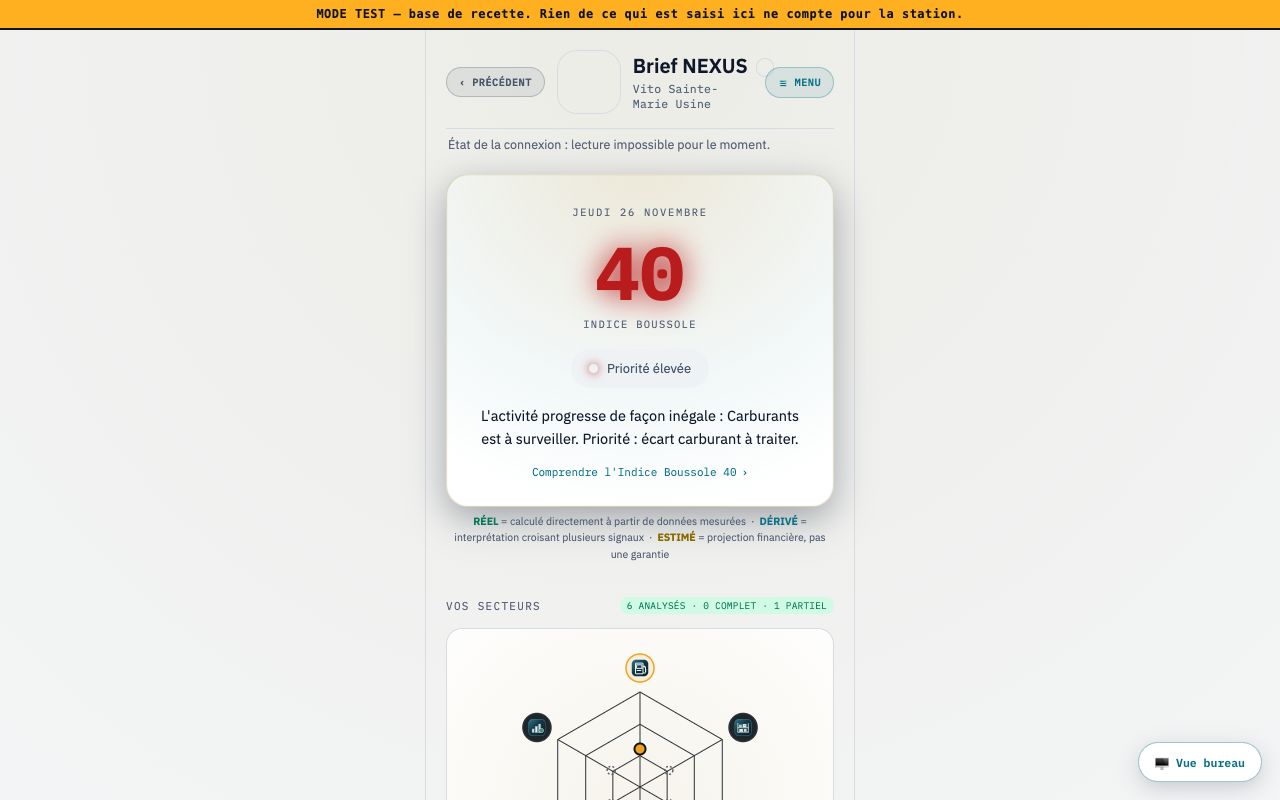 MODE TEST — base de recette. Rien de ce qui est saisi ici ne compte pour la station.
‹ PRÉCÉDENT
Brief NEXUS
Vito Sainte-
Marie Usine
≡ MENU
État de la connexion : lecture impossible pour le moment.
JEUDI 26 NOVEMBRE
40
INDICE BOUSSOLE
Priorité élevée
L'activité progresse de façon inégale : Carburants
est à surveiller. Priorité : écart carburant à traiter.
Comprendre l'Indice Boussole 40 ›
RÉEL = calculé directement à partir de données mesurées · DÉRIVÉ =
interprétation croisant plusieurs signaux · ESTIMÉ = projection financière, pas
une garantie
VOS SECTEURS
6 ANALYSÉS · 0 COMPLET · 1 PARTIEL
Vue bureau